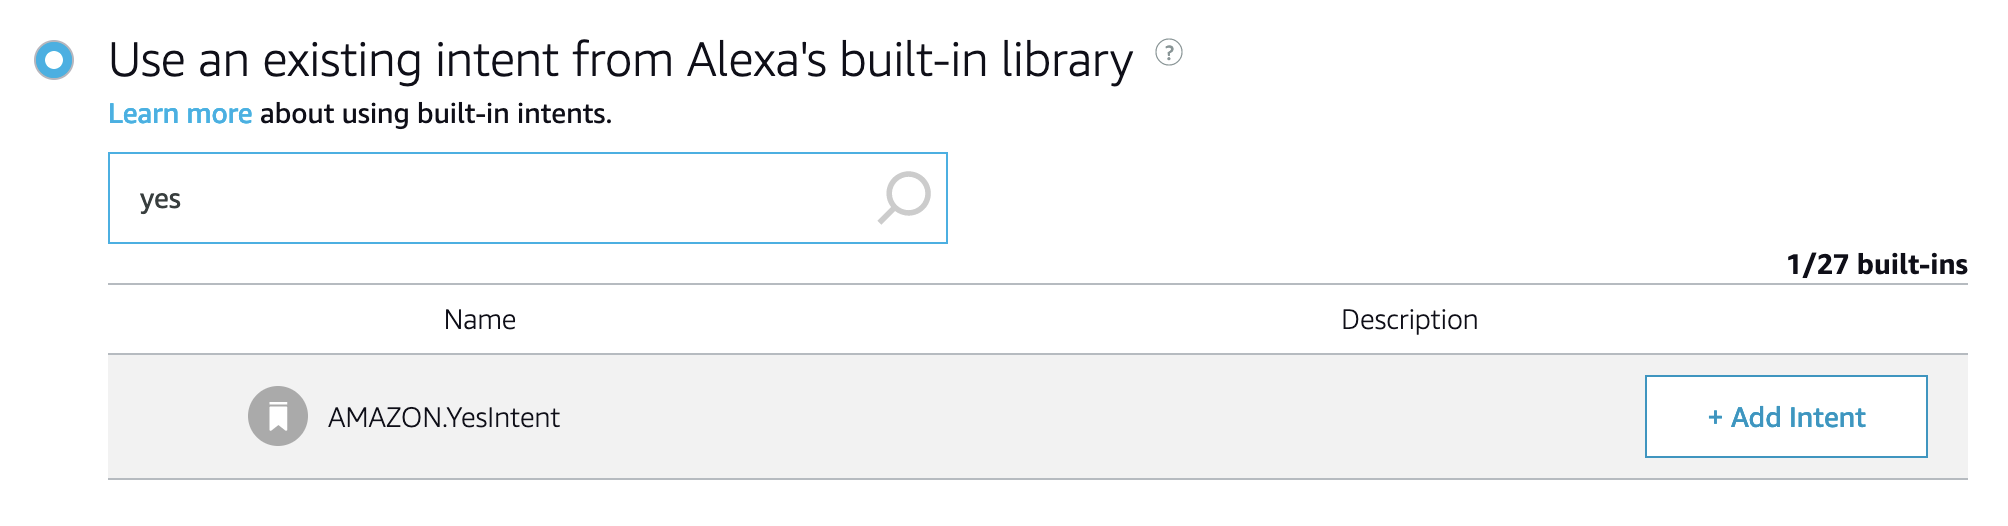 Use an existing intent from Alexa's built-in library ?
Learn more about using built-in intents.
yes
1/27 built-ins
Name Description
AMAZON.YesIntent + Add Intent